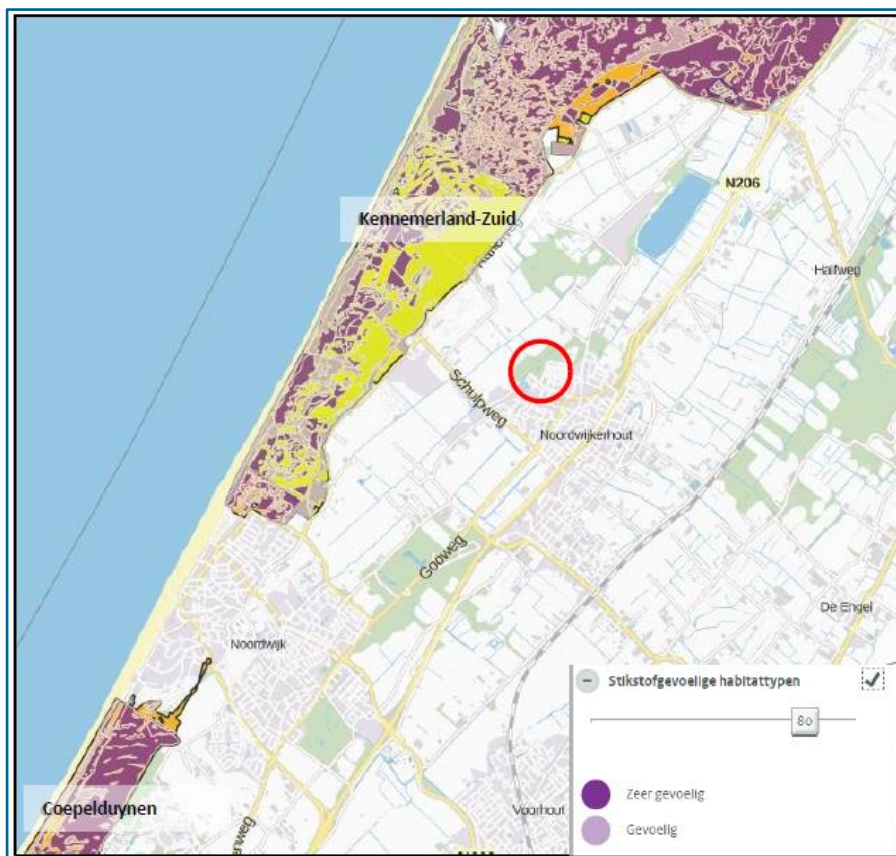 N206
Kennemerland-Zuid
Halfweg
Schulpweg
Noordwijkerhout
Gooweg
De Engel
Noordwijk
Stikstofgevoelige habitattypen
80
Zeer gevoelig
Coepelduynen
Voorhout
Gevoelig